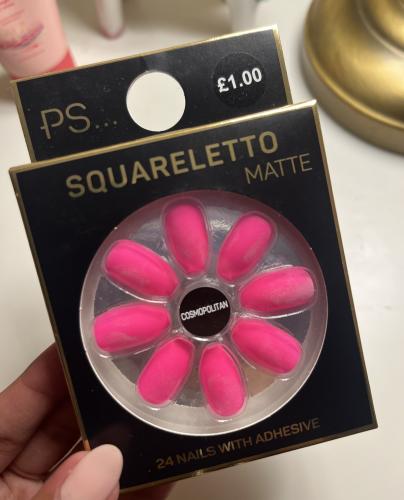 PS...
£1.00
SQUARELETTO
MATTE
COSMOPOLITAN
24 NAILS WITH ADHESIVE